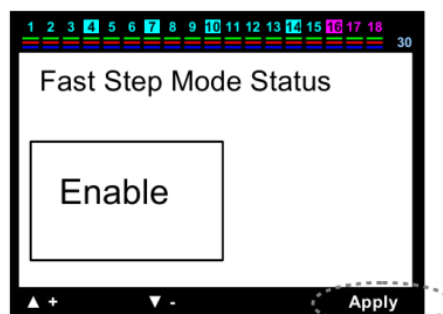 1 2 3 4 5 6 7 8 9 10 11 12 13 14 15 16 17 18
30
Fast Step Mode Status
Enable
▲ + ▼ - Apply